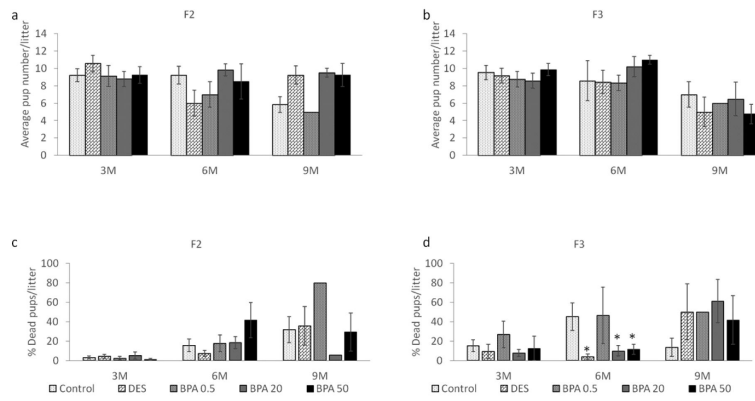 a
F2
Average pup number/litter
14
12
10
8
6
4
2
0
3M 6M 9M
b
F3
Average pup number/litter
14
12
10
8
6
4
2
0
3M 6M 9M
c
F2
% Dead pups/litter
100
80
60
40
20
0
3M 6M 9M
Control DES BPA 0.5 BPA 20 BPA 50
d
F3
% Dead pups/litter
100
80
60
40
20
0
* * *
3M 6M 9M
Control DES BPA 0.5 BPA 20 BPA 50